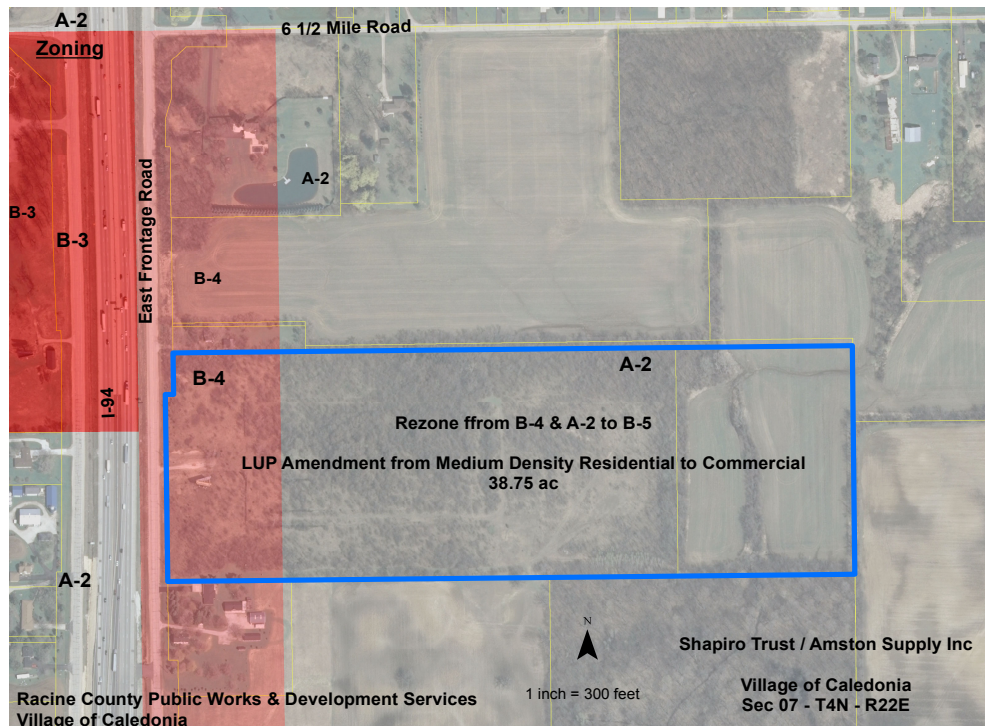 A-2
Zoning
6 1/2 Mile Road
East Frontage Road
A-2
B-3
B-3
B-4
I-94
B-4
A-2
Rezone ffrom B-4 & A-2 to B-5
LUP Amendment from Medium Density Residential to Commercial
38.75 ac
A-2
N
1 inch = 300 feet
Shapiro Trust / Amston Supply Inc
Village of Caledonia
Sec 07 - T4N - R22E
Racine County Public Works & Development Services
Village of Caledonia